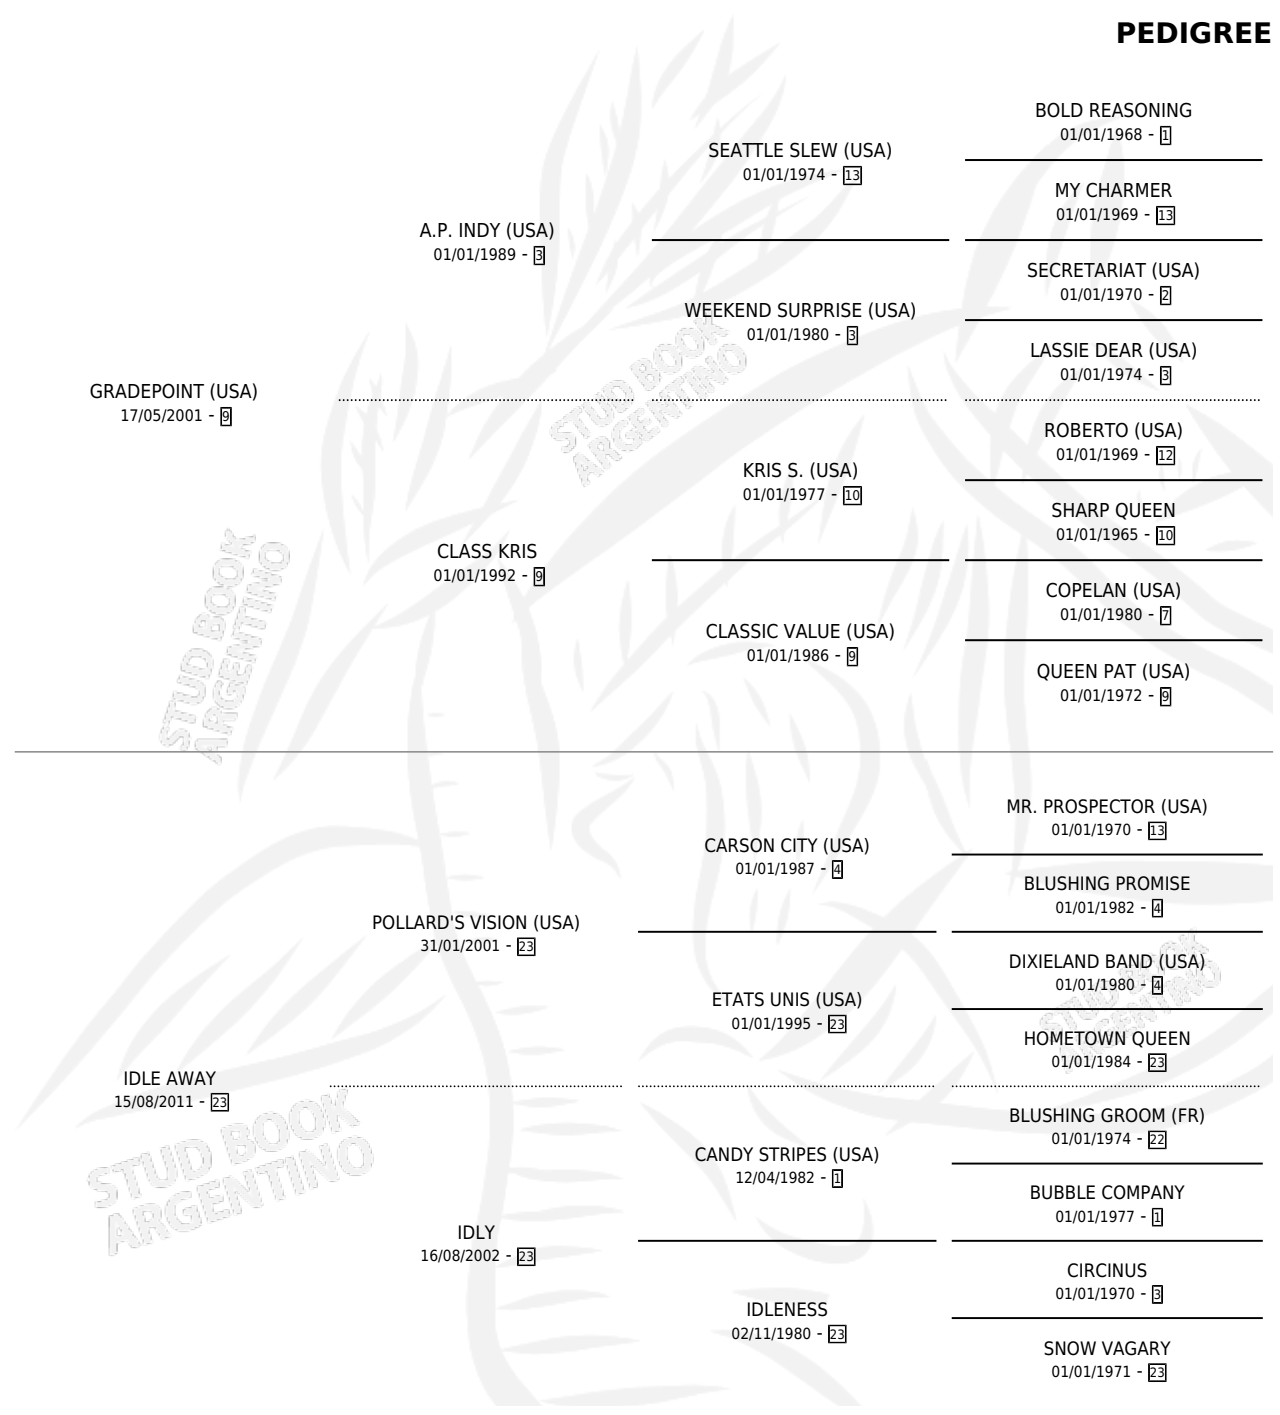 PEDIGREE
BOLD REASONING
01/01/1968 - 1
SEATTLE SLEW (USA)
01/01/1974 - 13
MY CHARMER
01/01/1969 - 13
A.P. INDY (USA)
01/01/1989 - 3
SECRETARIAT (USA)
01/01/1970 - 2
WEEKEND SURPRISE (USA)
01/01/1980 - 3
LASSIE DEAR (USA)
01/01/1974 - 3
STUD BOOK
ARGENTINO
GRADEPOINT (USA)
17/05/2001 - 9
ROBERTO (USA)
01/01/1969 - 12
KRIS S. (USA)
01/01/1977 - 10
SHARP QUEEN
01/01/1965 - 10
CLASS KRIS
01/01/1992 - 9
COPELAN (USA)
01/01/1980 - 7
CLASSIC VALUE (USA)
01/01/1986 - 9
QUEEN PAT (USA)
01/01/1972 - 9
STUD BOOK
ARGENTINO
MR. PROSPECTOR (USA)
01/01/1970 - 13
CARSON CITY (USA)
01/01/1987 - 4
BLUSHING PROMISE
01/01/1982 - 4
POLLARD'S VISION (USA)
31/01/2001 - 23
DIXIELAND BAND (USA)
01/01/1980 - 4
ETATS UNIS (USA)
01/01/1995 - 23
STUD BOOK
ARGENTINO
HOMETOWN QUEEN
01/01/1984 - 23
IDLE AWAY
15/08/2011 - 23
BLUSHING GROOM (FR)
01/01/1974 - 22
CANDY STRIPES (USA)
12/04/1982 - 1
BUBBLE COMPANY
01/01/1977 - 1
STUD BOOK
ARGENTINO
IDLY
16/08/2002 - 23
CIRCINUS
01/01/1970 - 3
IDLENESS
02/11/1980 - 23
SNOW VAGARY
01/01/1971 - 23